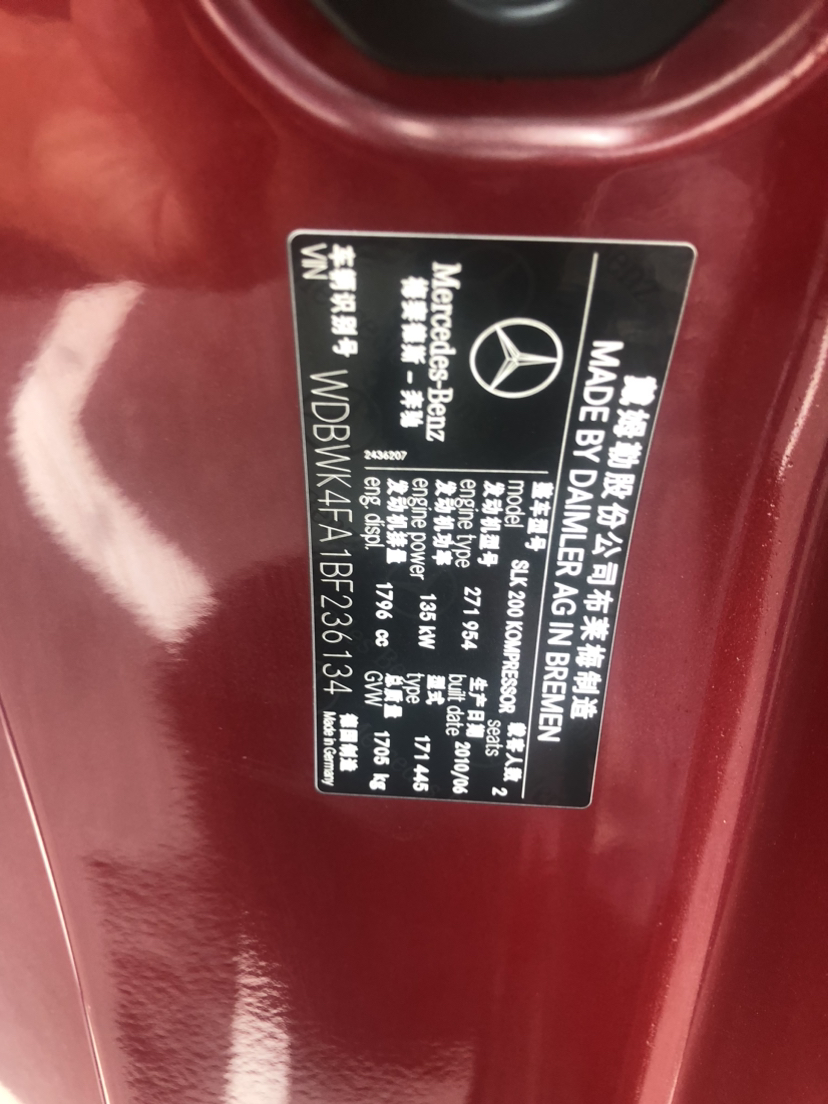 戴姆勒股份公司布莱梅制造
MADE BY DAIMLER AG IN BREMEN
Mercedes-Benz
梅赛德斯-奔驰
整车型号 乘客人数
model SLK 200 KOMPRESSOR seats 2
发动机型号 生产日期
engine type 271 954 built date 2010/06
发动机功率 型式
engine power 135 kW type 171 445
发动机排量 总质量
eng. displ. 1796 cc GVW 1705 kg
2436207
车辆识别号 德国制造
VIN WDBWK4FA1BF236134 Made in Germany